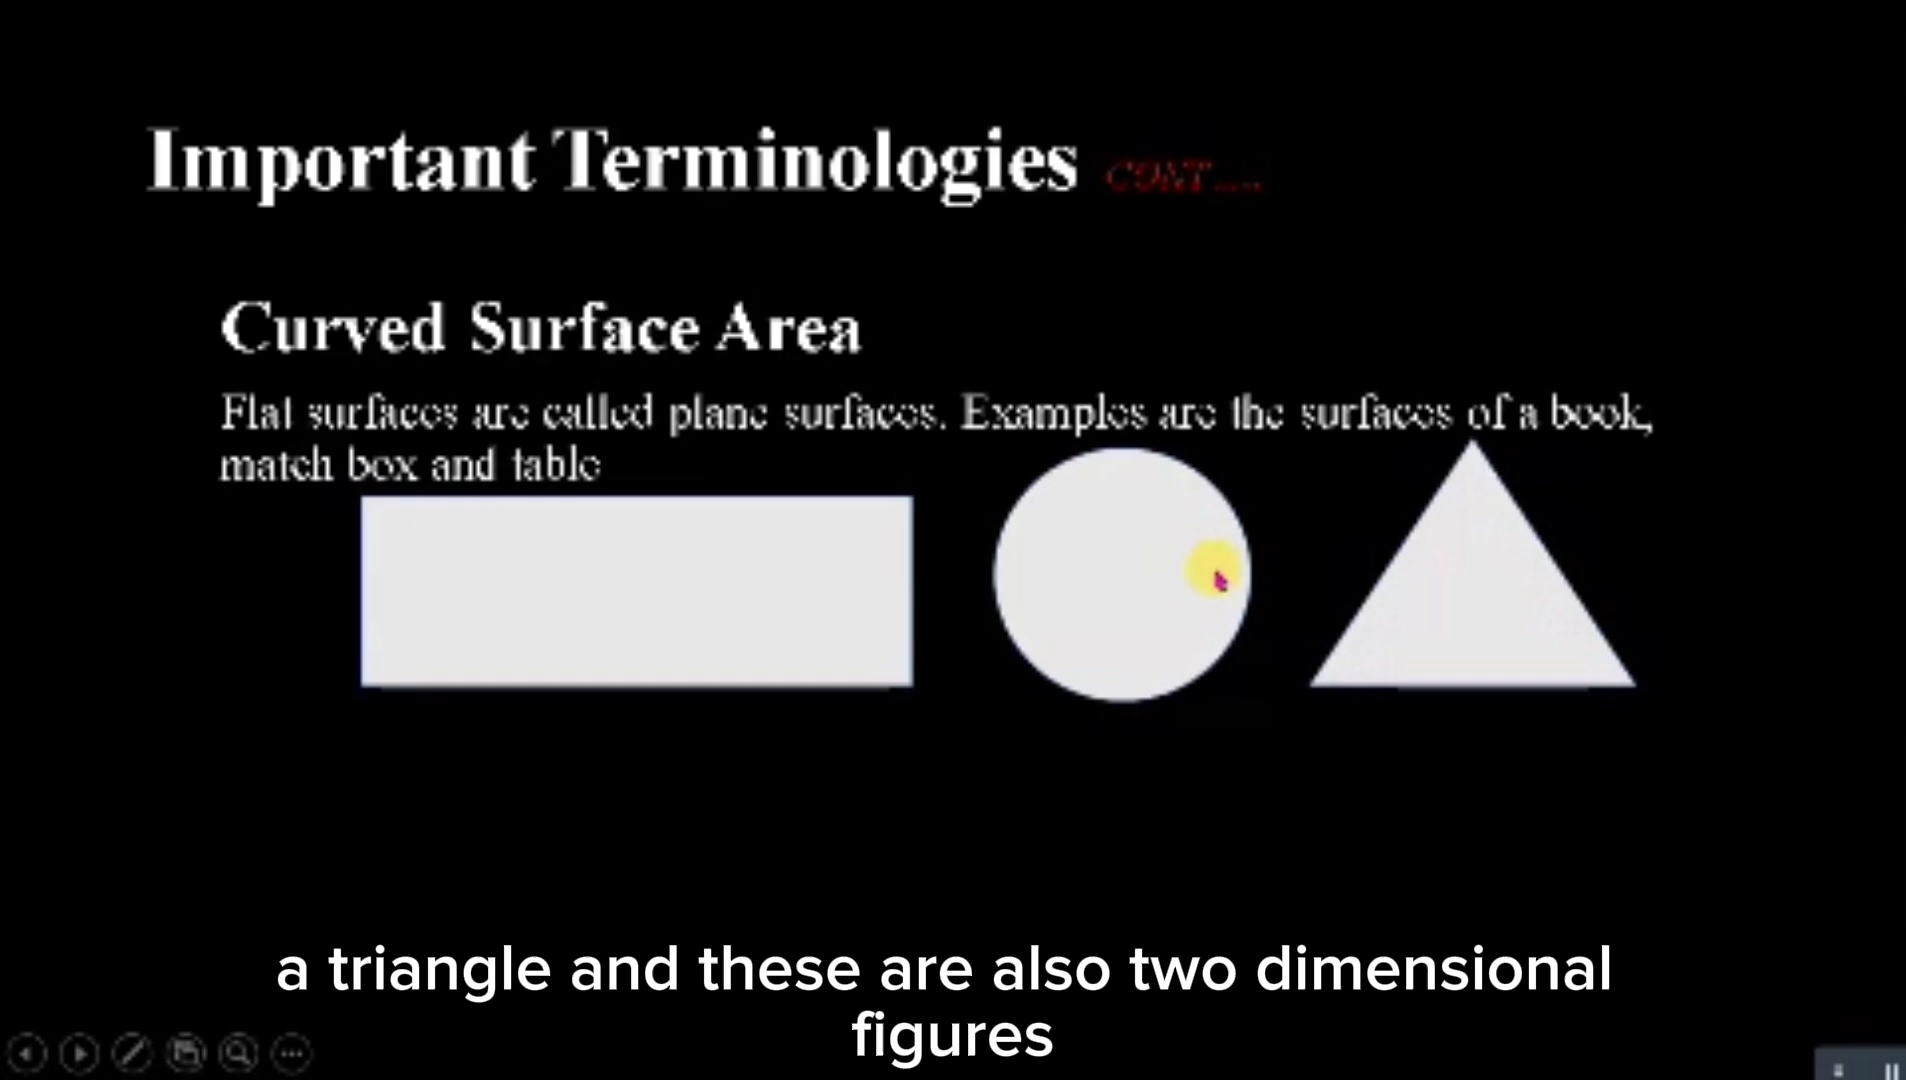 Important Terminologies CONT.....
Curved Surface Area
Flat surfaces are called plane surfaces. Examples are the surfaces of a book,
match box and table
a triangle and these are also two dimensional
figures